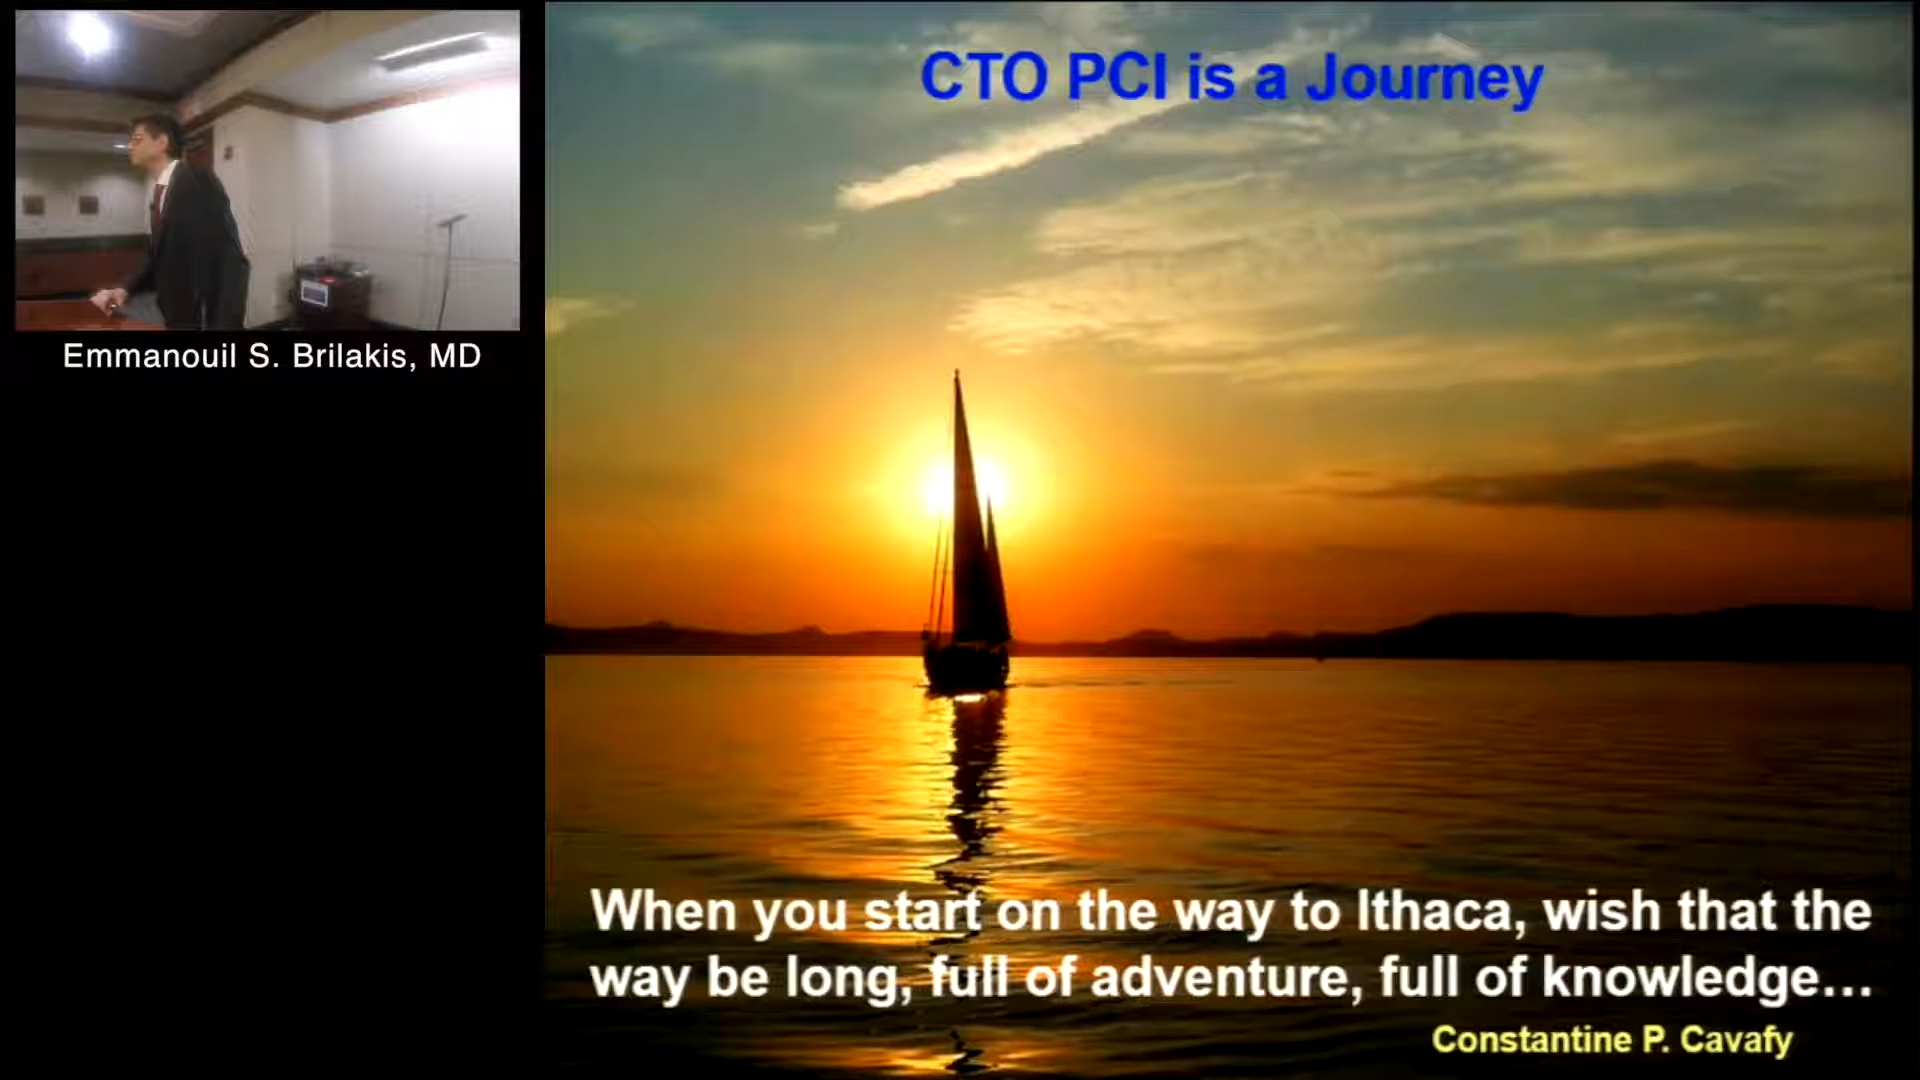 CTO PCI is a Journey
Emmanouil S. Brilakis, MD
When you start on the way to Ithaca, wish that the
way be long, full of adventure, full of knowledge…
Constantine P. Cavafy